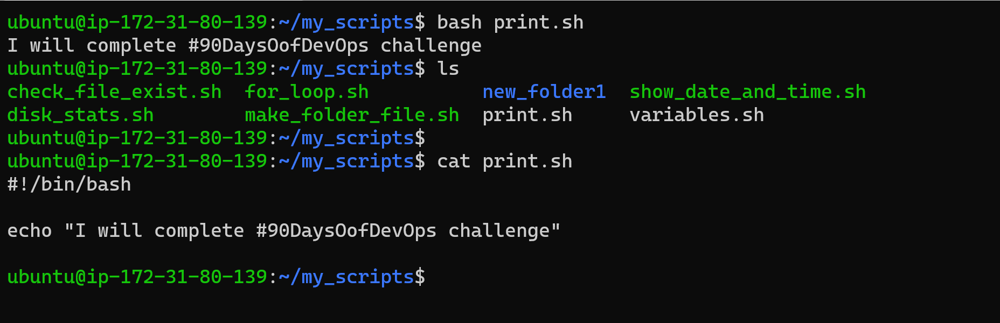 ubuntu@ip-172-31-80-139:~/my_scripts$ bash print.sh
I will complete #90DaysOofDevOps challenge
ubuntu@ip-172-31-80-139:~/my_scripts$ ls
check_file_exist.sh  for_loop.sh          new_folder1  show_date_and_time.sh
disk_stats.sh        make_folder_file.sh  print.sh     variables.sh
ubuntu@ip-172-31-80-139:~/my_scripts$
ubuntu@ip-172-31-80-139:~/my_scripts$ cat print.sh
#!/bin/bash
echo "I will complete #90DaysOofDevOps challenge"
ubuntu@ip-172-31-80-139:~/my_scripts$